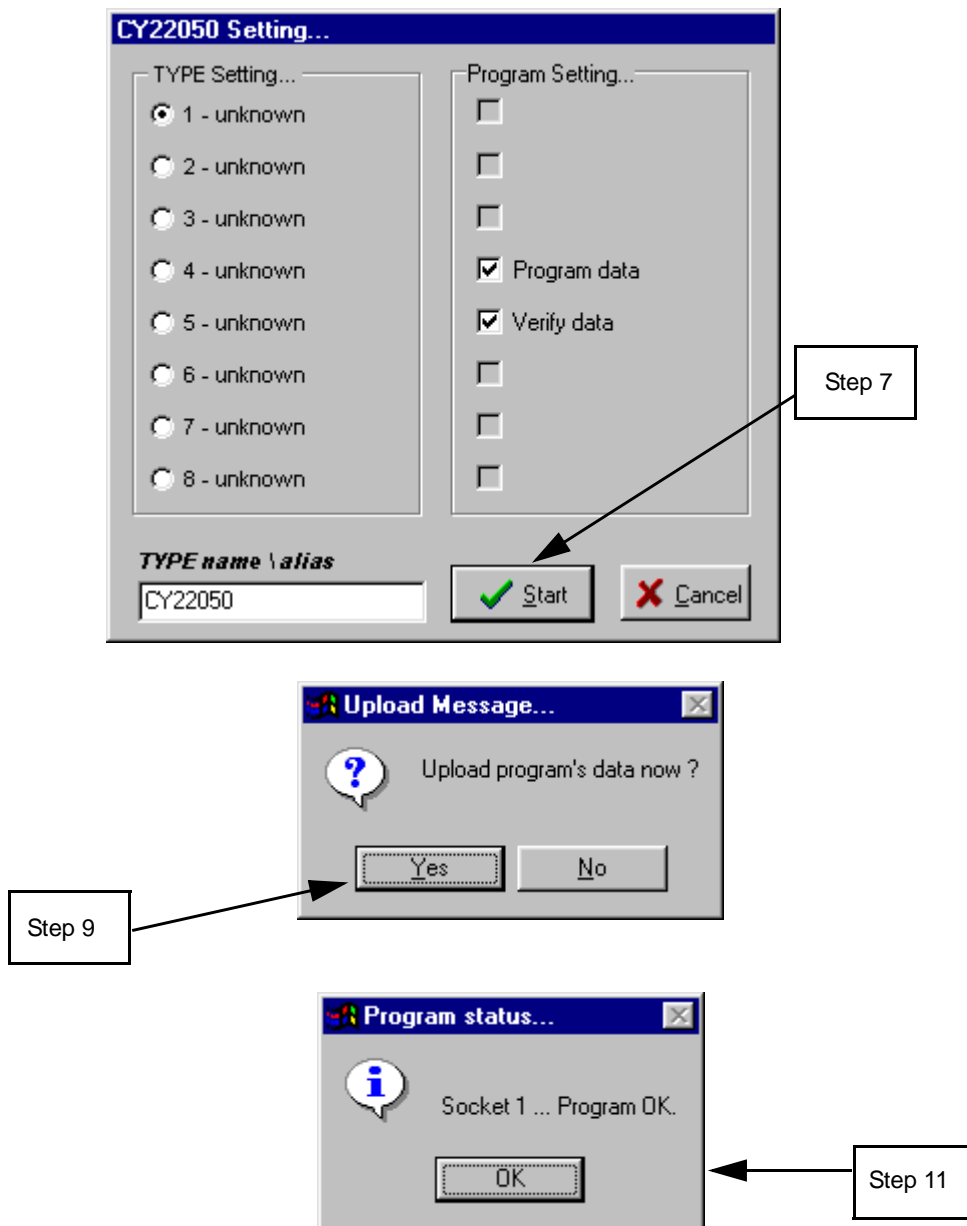 CY22050 Setting...
TYPE Setting...
1 - unknown
2 - unknown
3 - unknown
4 - unknown
5 - unknown
6 - unknown
7 - unknown
8 - unknown
Program Setting...
Program data
Verify data
Step 7
TYPE name \ alias
CY22050
Start
Cancel
Upload Message...
Upload program's data now ?
Yes
No
Step 9
Program status...
Socket 1 ... Program OK.
OK
Step 11